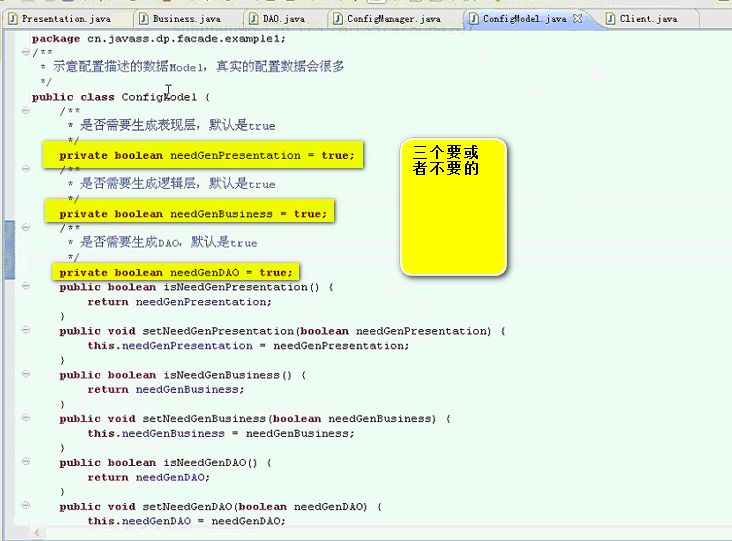 Presentation.java Business.java DAO.java ConfigManager.java ConfigModel.java Client.java
package cn.javass.dp.facade.example1;
/**
* 示意配置描述的数据Model，真实的配置数据会很多
*/
public class ConfigModel {
/**
* 是否需要生成表现层，默认是true
*/
private boolean needGenPresentation = true;
/**
* 是否需要生成逻辑层，默认是true
*/
private boolean needGenBusiness = true;
/**
* 是否需要生成DAO，默认是true
*/
private boolean needGenDAO = true;
public boolean isNeedGenPresentation() {
return needGenPresentation;
}
public void setNeedGenPresentation(boolean needGenPresentation) {
this.needGenPresentation = needGenPresentation;
}
public boolean isNeedGenBusiness() {
return needGenBusiness;
}
public void setNeedGenBusiness(boolean needGenBusiness) {
this.needGenBusiness = needGenBusiness;
}
public boolean isNeedGenDAO() {
return needGenDAO;
}
public void setNeedGenDAO(boolean needGenDAO) {
this.needGenDAO = needGenDAO;
三个要或
者不要的